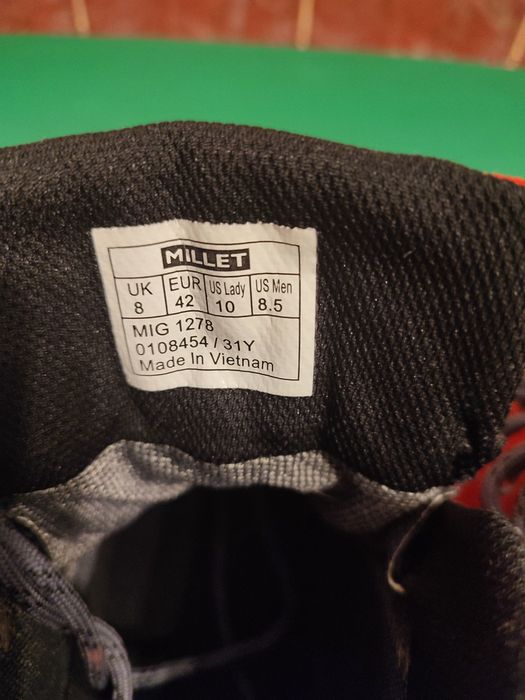 MILLET
UK EUR US Lady US Men
8 42 10 8.5
MIG 1278
0108454 / 31Y
Made In Vietnam